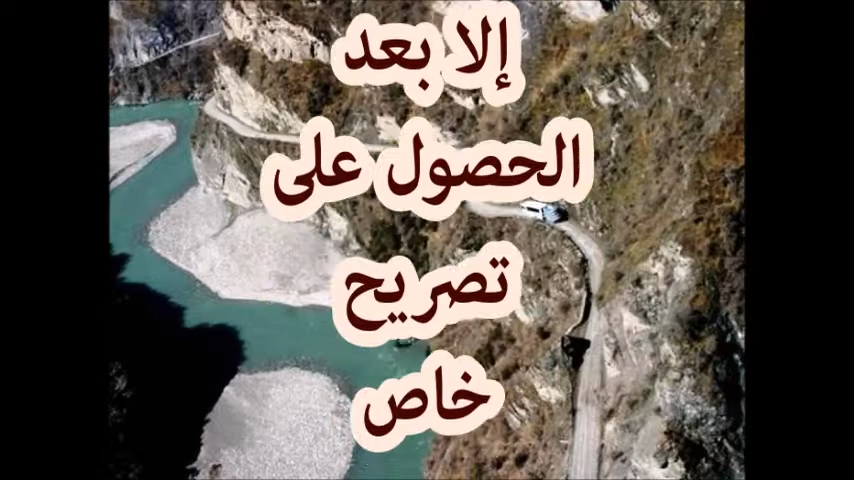 إلا بعد
الحصول على
تصريح
خاص